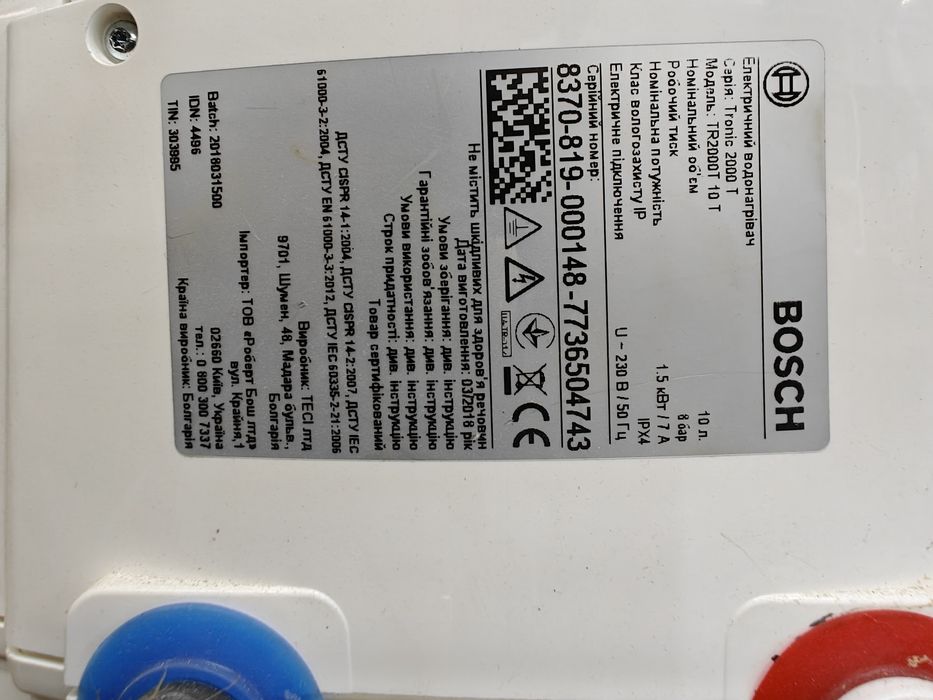 BOSCH
Електричний водонагрівач
Серія: Tronic 2000 T
Модель: TR2000T 10 T
Номінальний об'єм 10 л.
Робочий тиск 8 бар
Номінальна потужність 1.5 кВт / 7 А
Клас вологозахисту IP IPX4
Електричне підключення U ~ 230 В / 50 Гц
Серійний номер:
8370-819-000148-7736504743
CE
Не містить шкідливих для здоров'я речовин
Дата виготовлення: 03/2018 рік
Умови зберігання: див. інструкцію
Гарантійні зобов'язання: див. інструкцію
Умови використання: див. інструкцію
Строк придатності: див. інструкцію
Товар сертифікований
ДСТУ CISPR 14-1:2004, ДСТУ CISPR 14-2:2007, ДСТУ IEC
61000-3-2:2004, ДСТУ EN 61000-3-3:2012, ДСТУ IEC 60335-2-21:2006
Виробник: ТЕСІ лтд
9701, Шумен, 48, Мадара бульв.,
Болгарія
Імпортер: ТОВ «Роберт Бош лтд»
вул. Крайня,1
02660 Київ, Україна
тел.: 0 800 300 7337
Країна виробник: Болгарія
Batch: 2018031500
IDN: 4496
TIN: 303985